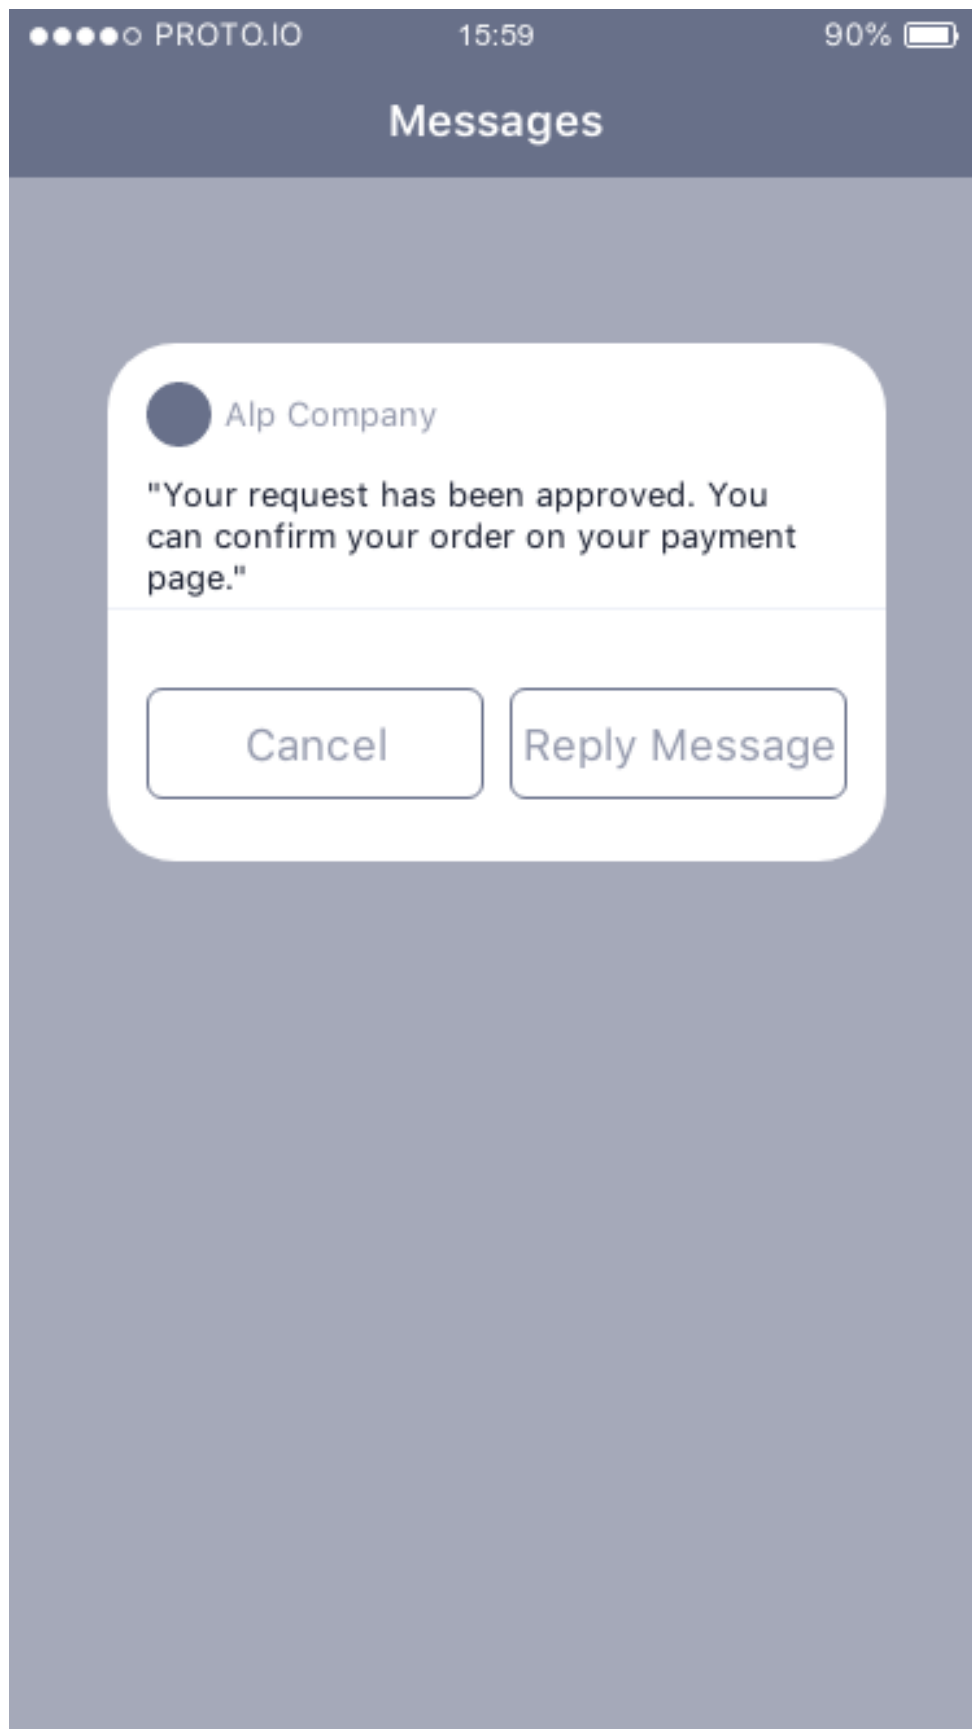 PROTO.IO 15:59 90%
Messages
Alp Company
"Your request has been approved. You
can confirm your order on your payment
page."
Cancel Reply Message